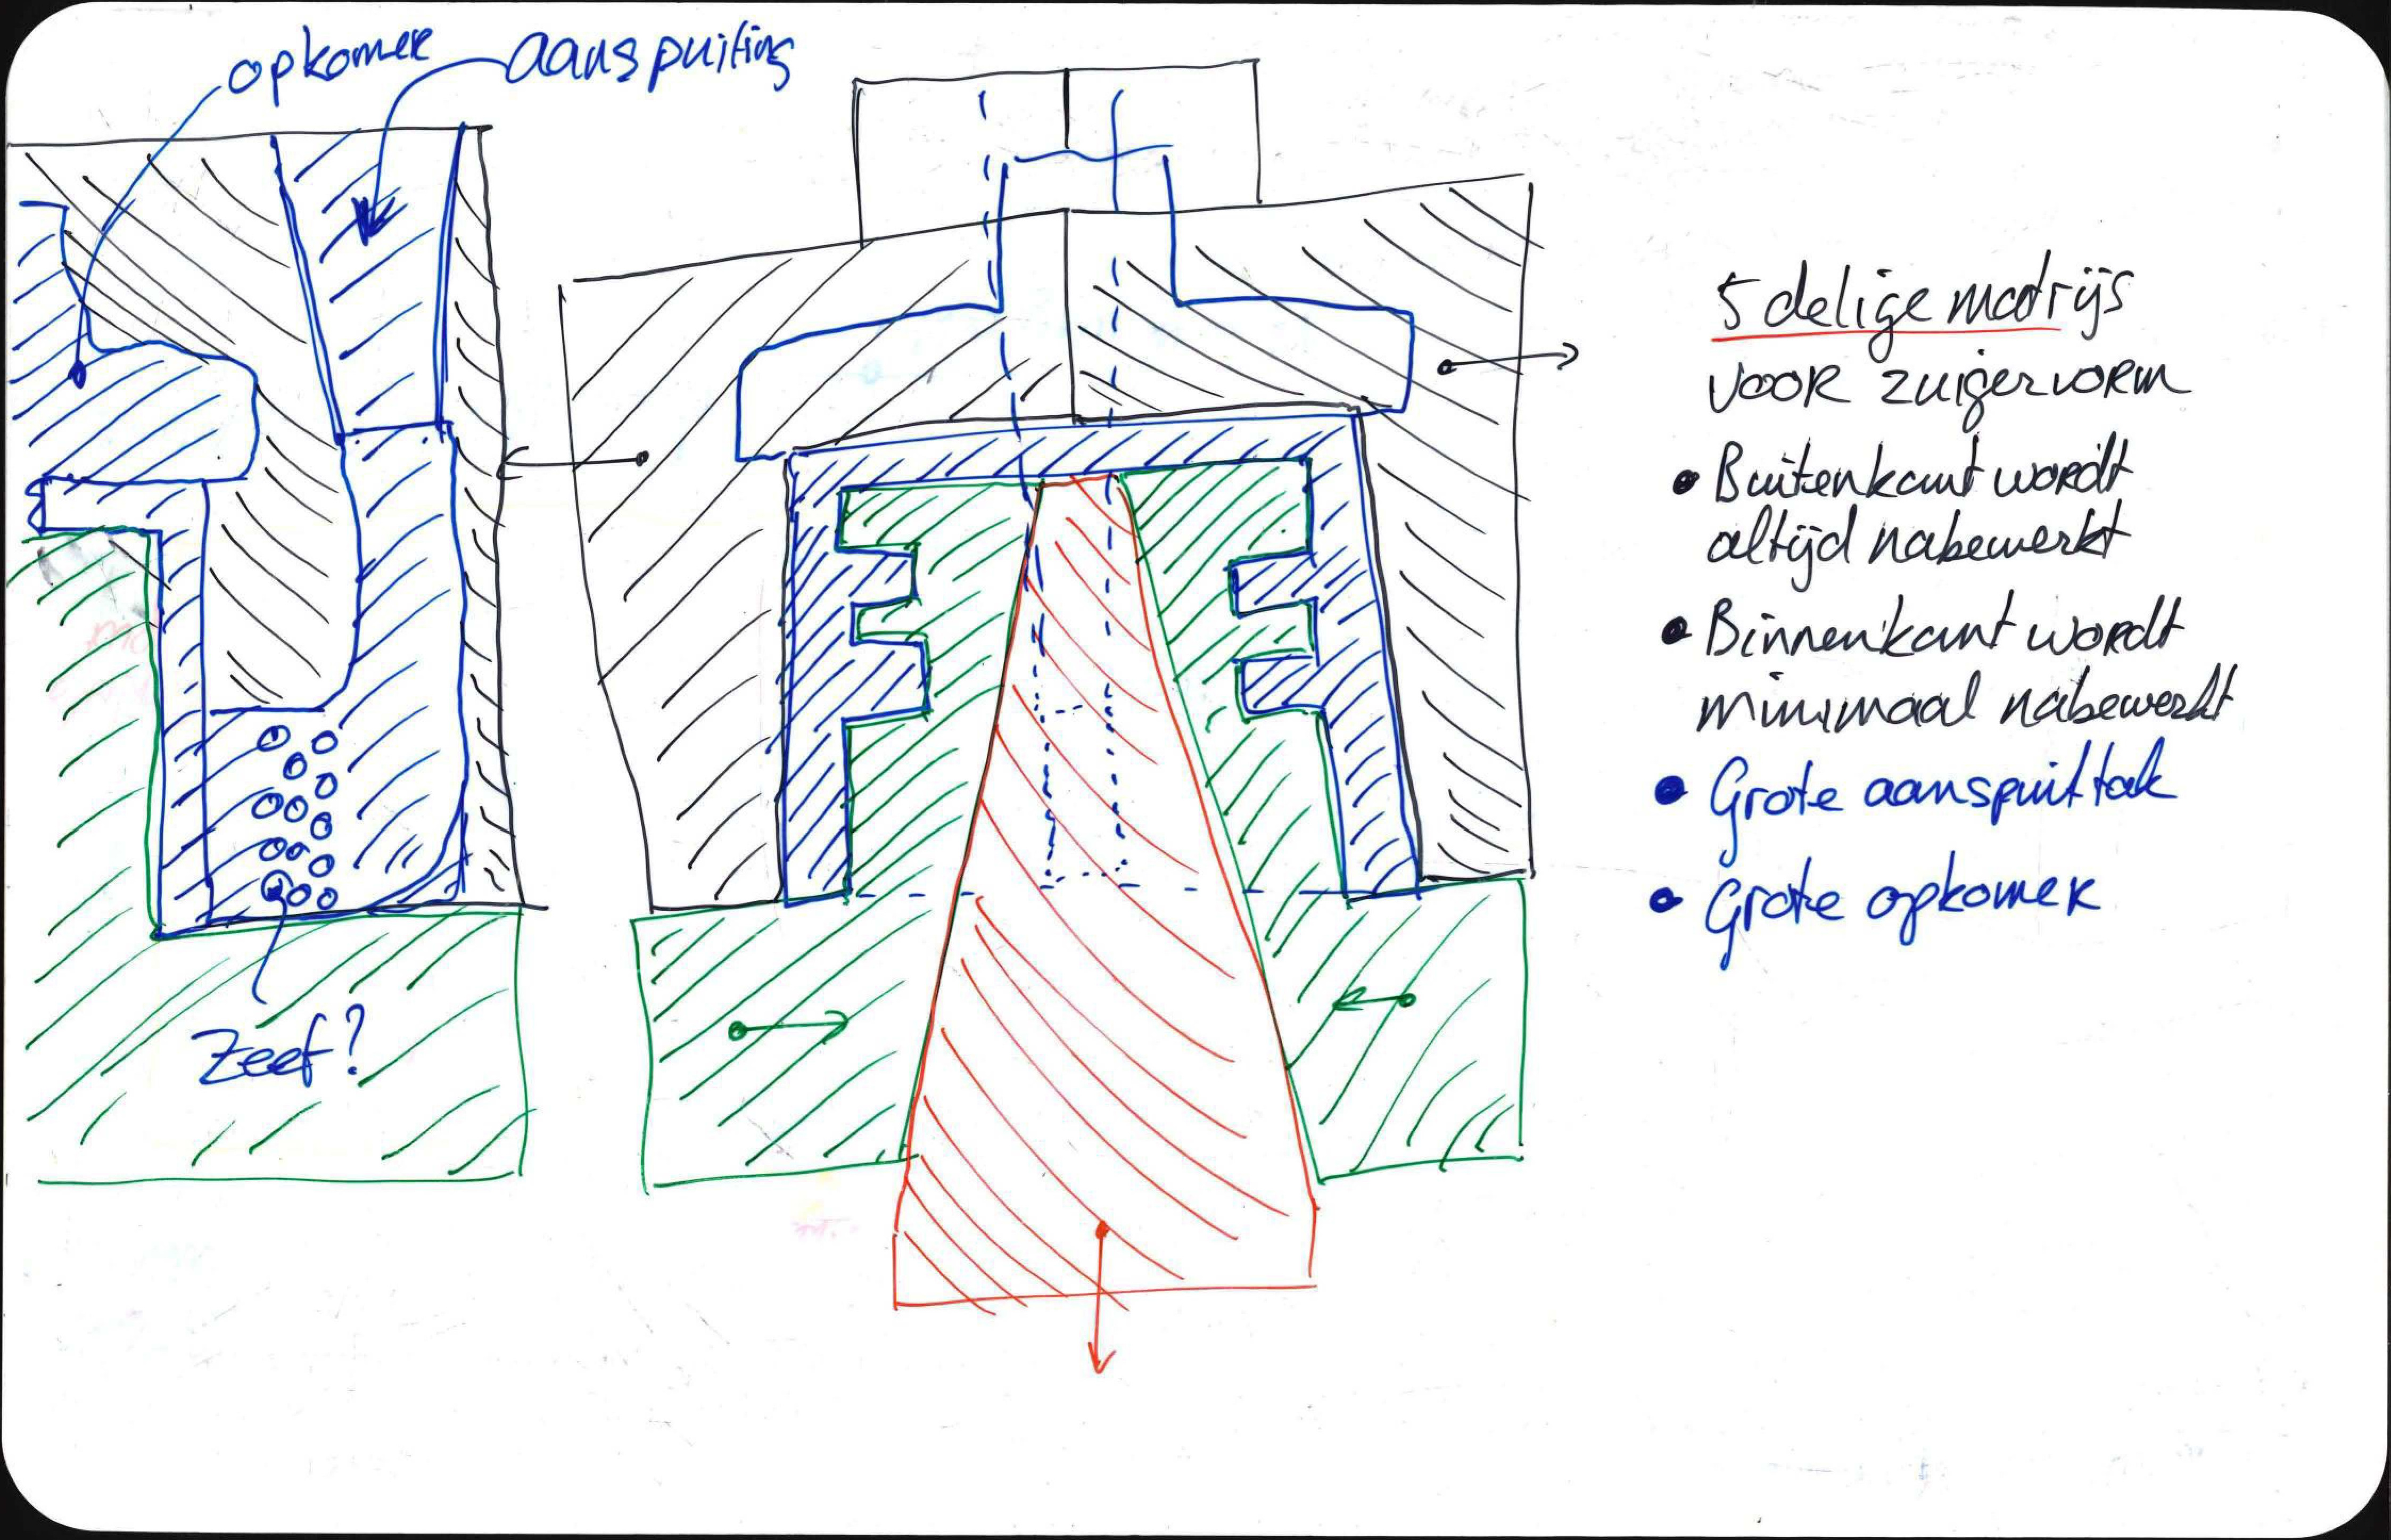 opkomer
aanspuiting
5 delige matrijs
voor zuigervorm
• Buitenkant wordt
altijd nabewerkt
• Binnenkant wordt
minimaal nabewerkt
• Grote aanspuittak
• Grote opkomer
Zeef?